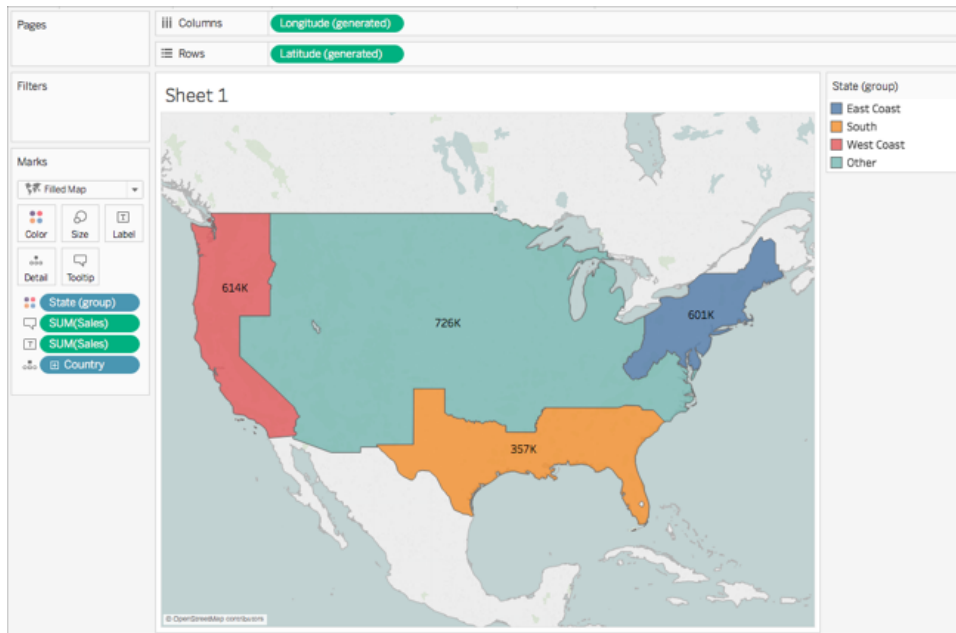 Pages
Columns
Longitude (generated)
Rows
Latitude (generated)
Filters
Marks
Filled Map
Color
Size
Label
Detail
Tooltip
State (group)
SUM(Sales)
SUM(Sales)
Country
Sheet 1
614K
726K
601K
357K
© OpenStreetMap contributors
State (group)
East Coast
South
West Coast
Other